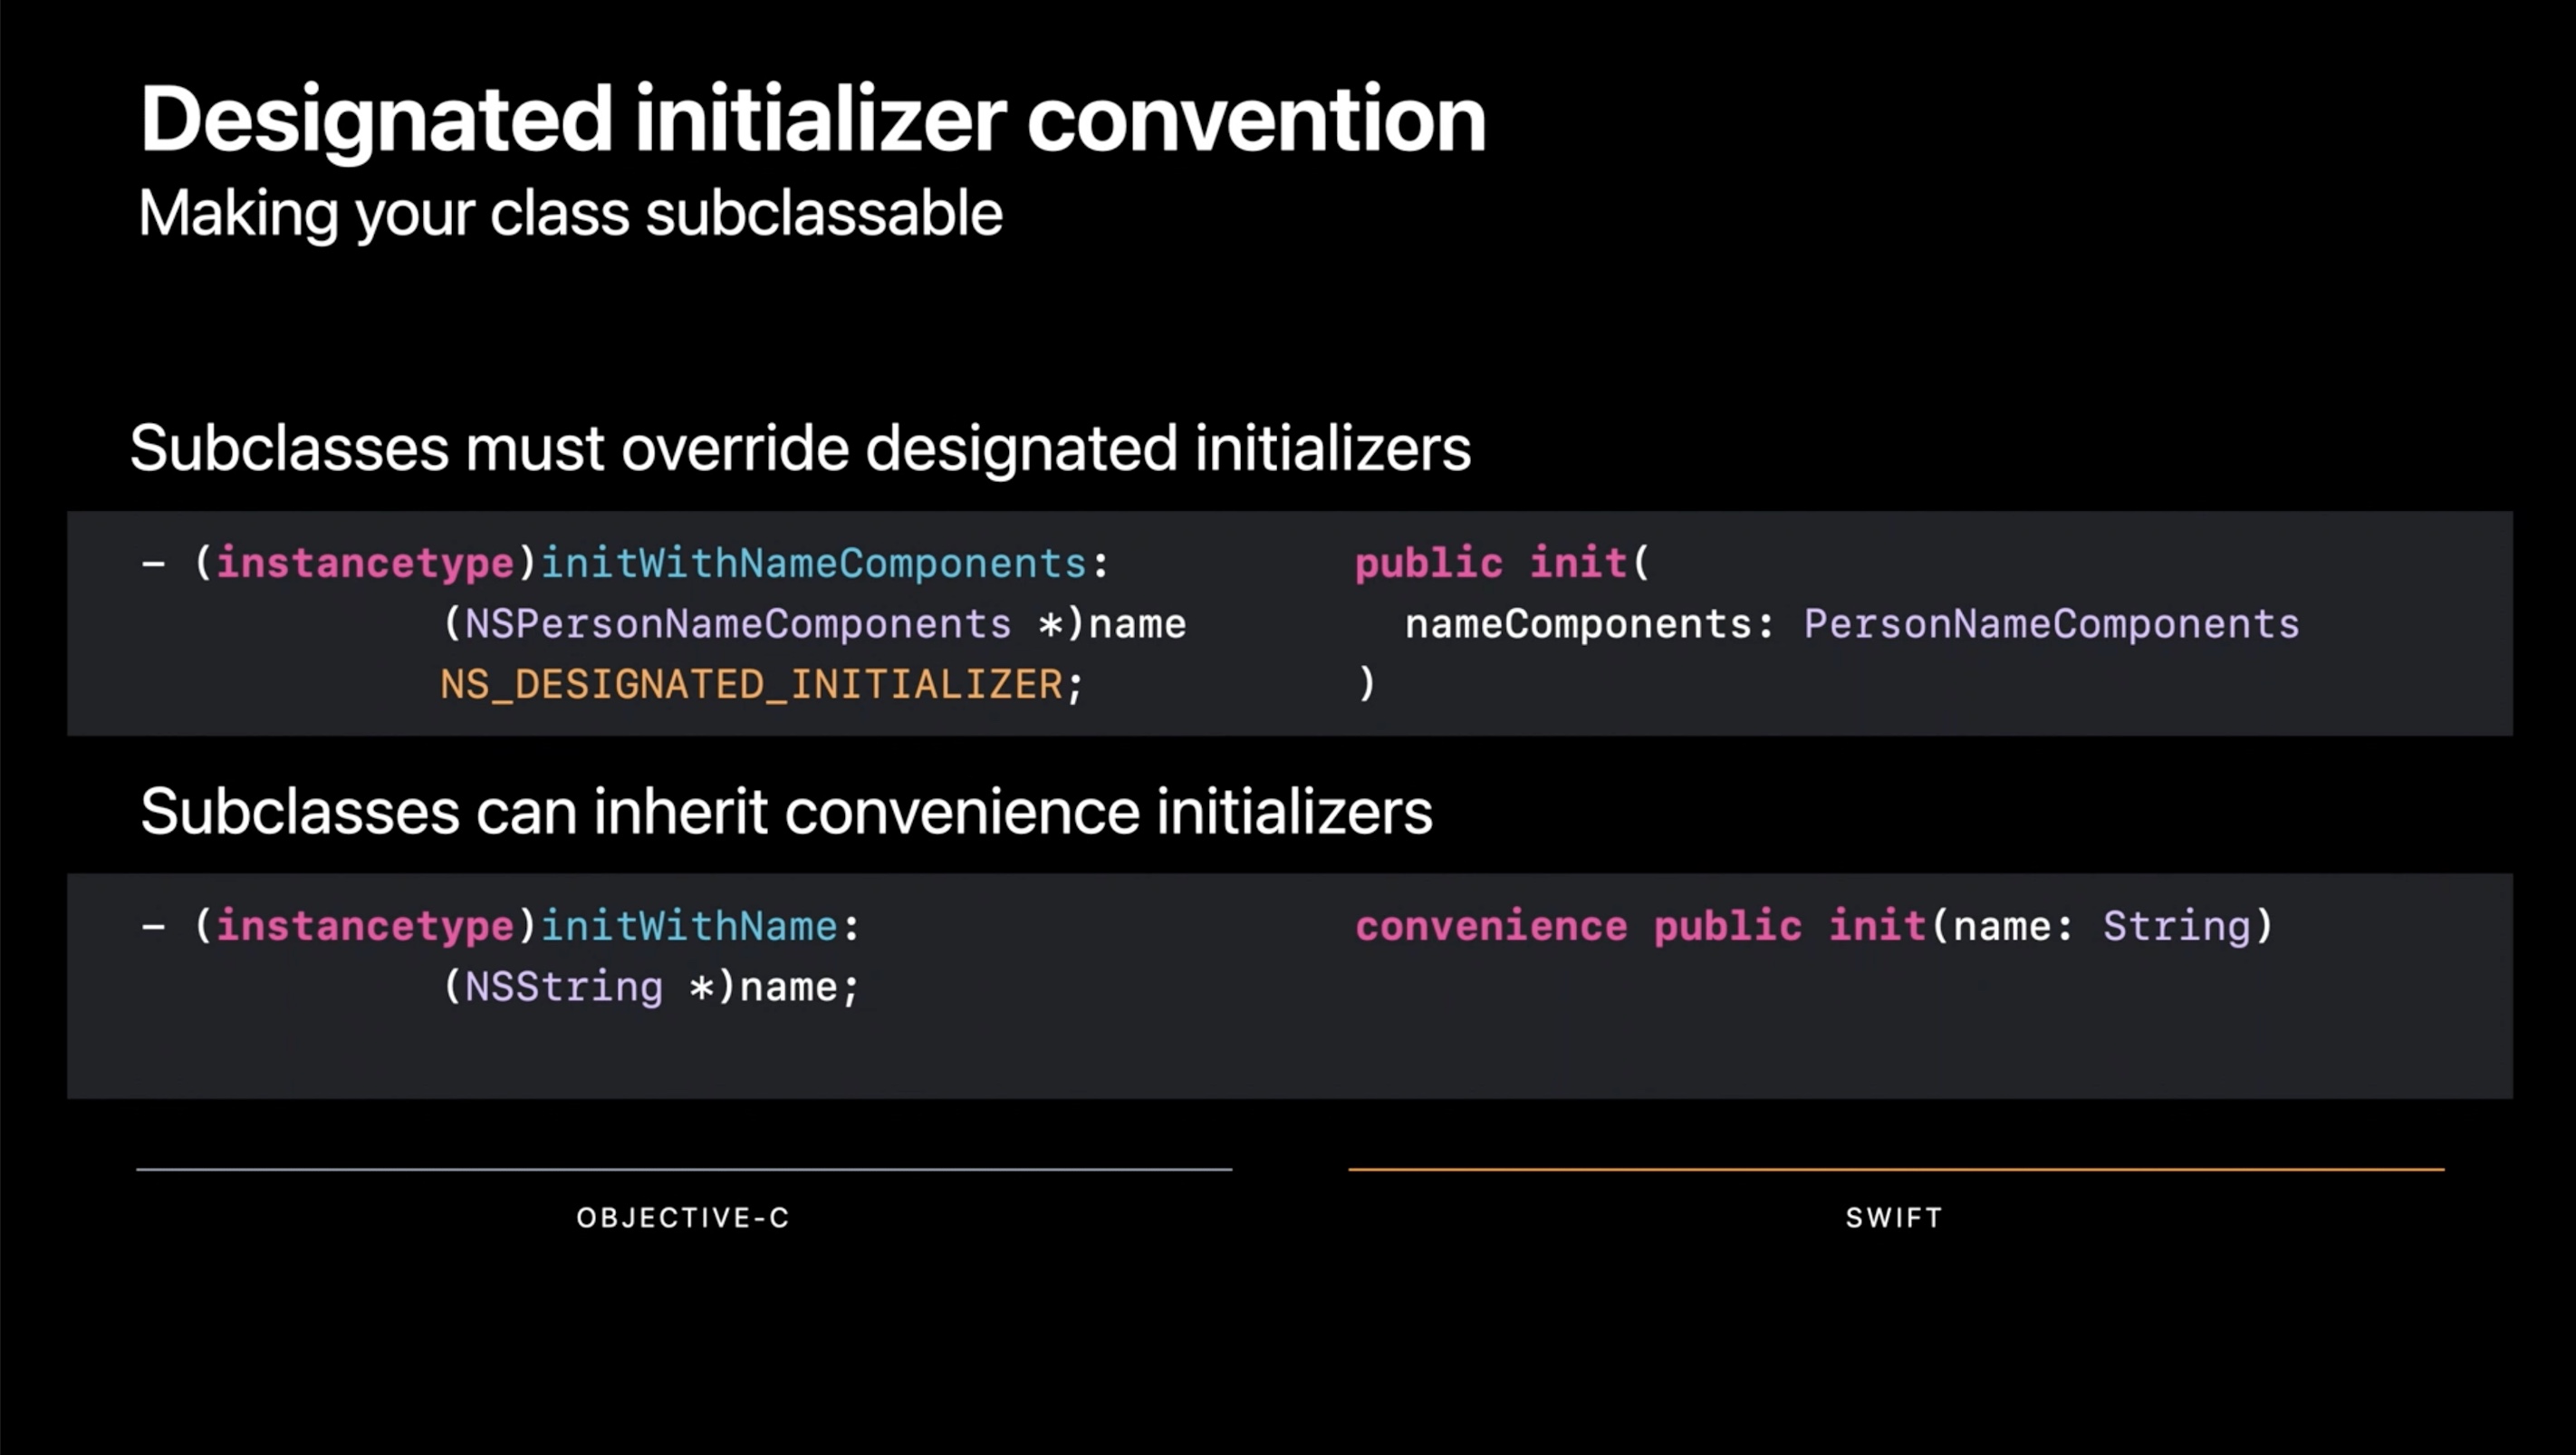 Designated initializer convention
Making your class subclassable
Subclasses must override designated initializers
– (instancetype)initWithNameComponents:
(NSPersonNameComponents *)name
NS_DESIGNATED_INITIALIZER;
public init(
nameComponents: PersonNameComponents
)
Subclasses can inherit convenience initializers
– (instancetype)initWithName:
(NSString *)name;
convenience public init(name: String)
OBJECTIVE-C
SWIFT